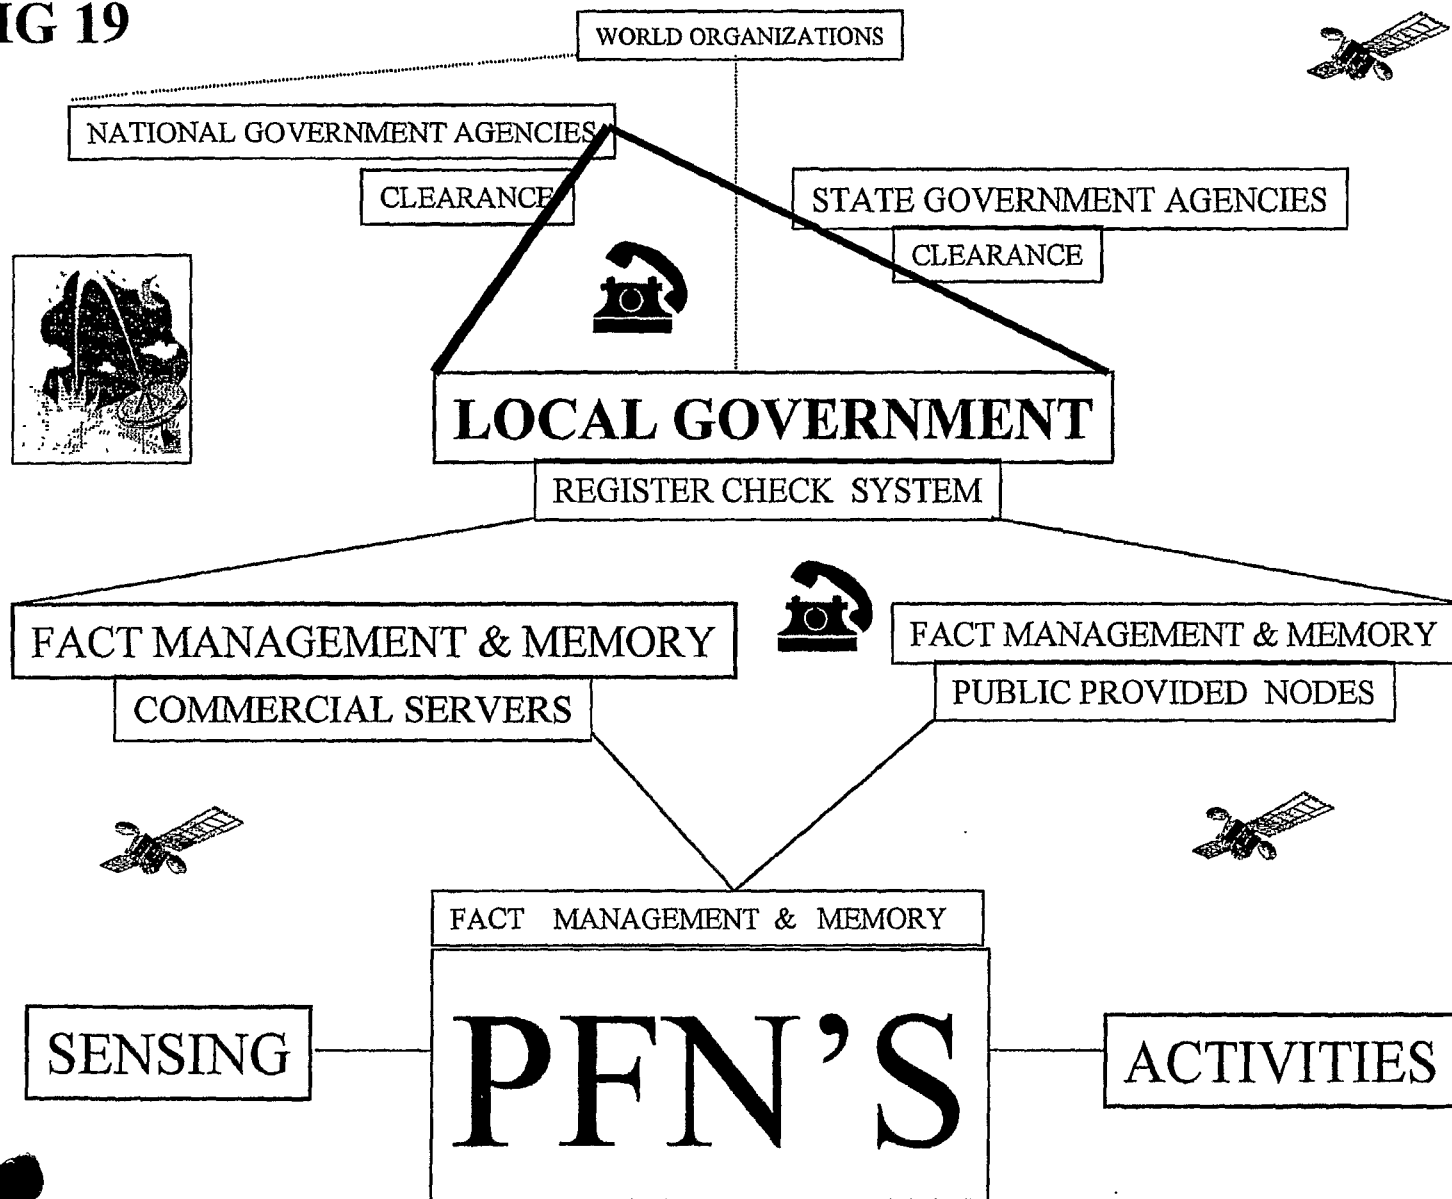 IG 19
WORLD ORGANIZATIONS
NATIONAL GOVERNMENT AGENCIES
CLEARANCE
STATE GOVERNMENT AGENCIES
CLEARANCE
LOCAL GOVERNMENT
REGISTER CHECK SYSTEM
FACT MANAGEMENT & MEMORY
COMMERCIAL SERVERS
FACT MANAGEMENT & MEMORY
PUBLIC PROVIDED NODES
FACT MANAGEMENT & MEMORY
PFN'S
SENSING
ACTIVITIES